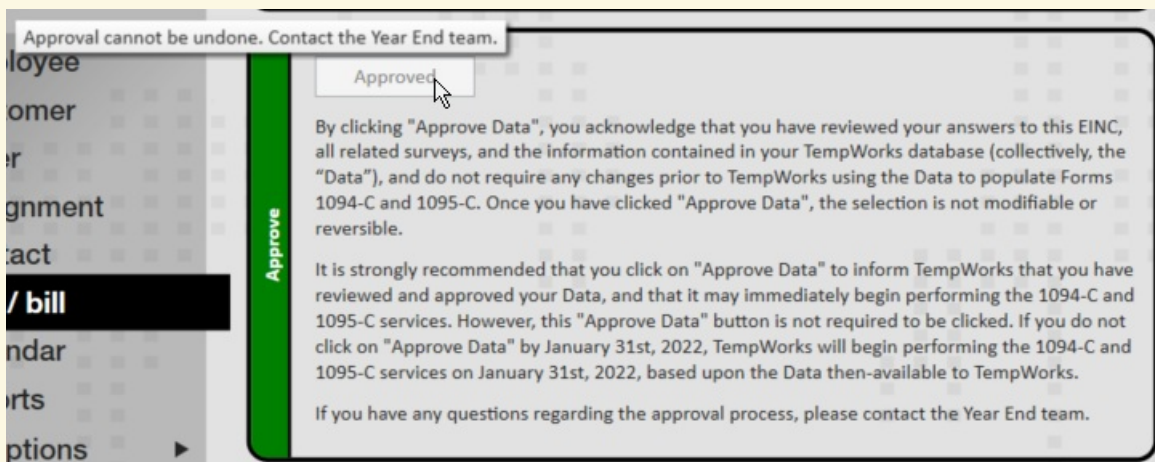 Approval cannot be undone. Contact the Year End team.
loyee
tomer
er
gnment
tact
/ bill
ndar
orts
ptions
Approve
Approved
By clicking "Approve Data", you acknowledge that you have reviewed your answers to this EINC,
all related surveys, and the information contained in your TempWorks database (collectively, the
“Data”), and do not require any changes prior to TempWorks using the Data to populate Forms
1094-C and 1095-C. Once you have clicked "Approve Data", the selection is not modifiable or
reversible.
It is strongly recommended that you click on "Approve Data" to inform TempWorks that you have
reviewed and approved your Data, and that it may immediately begin performing the 1094-C and
1095-C services. However, this "Approve Data" button is not required to be clicked. If you do not
click on "Approve Data" by January 31st, 2022, TempWorks will begin performing the 1094-C and
1095-C services on January 31st, 2022, based upon the Data then-available to TempWorks.
If you have any questions regarding the approval process, please contact the Year End team.